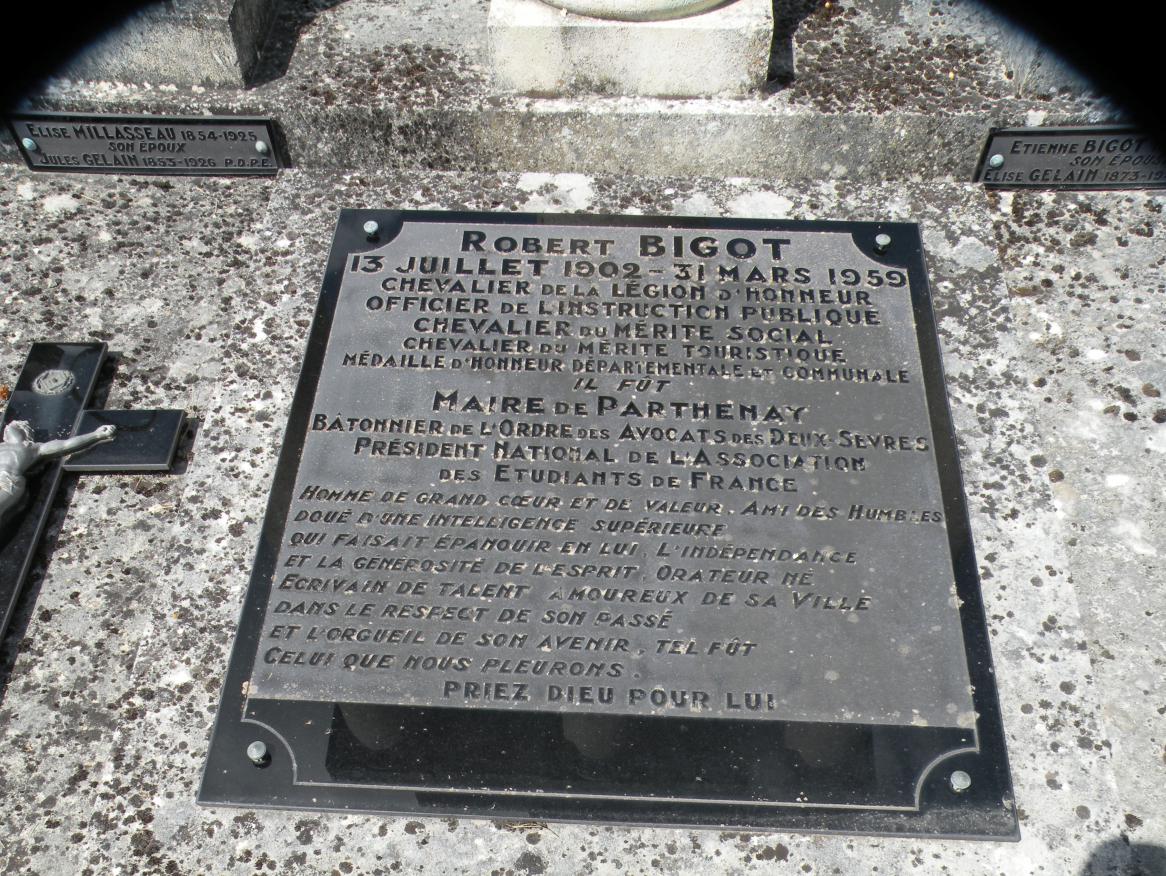 ELISE MILLASSEAU 1854-1925
SON ÉPOUX
JULES GELAIN 1853-1926 P.D.P.E.
ETIENNE BIGOT
SON ÉPOUSE
ELISE GELAIN 1873-19
ROBERT BIGOT
13 JUILLET 1902 - 31 MARS 1959
CHEVALIER DE LA LÉGION D'HONNEUR
OFFICIER DE L'INSTRUCTION PUBLIQUE
CHEVALIER DU MÉRITE SOCIAL
CHEVALIER DU MÉRITE TOURISTIQUE
MÉDAILLE D'HONNEUR DÉPARTEMENTALE ET COMMUNALE
IL FÛT
MAIRE DE PARTHENAY
BÂTONNIER DE L'ORDRE DES AVOCATS DES DEUX-SÈVRES
PRÉSIDENT NATIONAL DE L'ASSOCIATION
DES ETUDIANTS DE FRANCE
HOMME DE GRAND CŒUR ET DE VALEUR. AMI DES HUMBLES
DOUÉ D'UNE INTELLIGENCE SUPÉRIEURE
QUI FAISAIT ÉPANOUIR EN LUI, L'INDÉPENDANCE
ET LA GÉNÉROSITÉ DE L'ESPRIT. ORATEUR NÉ
ECRIVAIN DE TALENT AMOUREUX DE SA VILLE
DANS LE RESPECT DE SON PASSÉ
ET L'ORGUEIL DE SON AVENIR, TEL FÛT
CELUI QUE NOUS PLEURONS.
PRIEZ DIEU POUR LUI